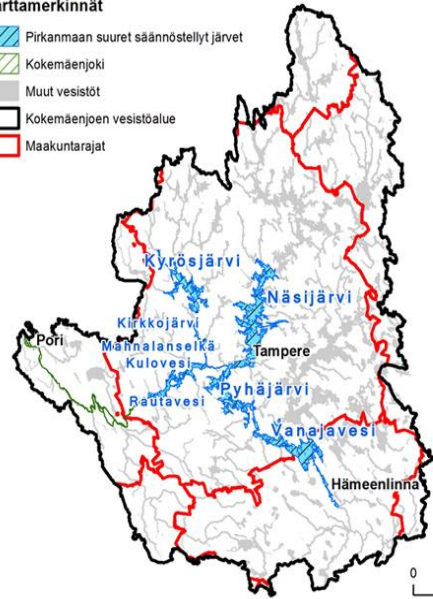 arttamerkinnät
Pirkanmaan suuret säännöstellyt järvet
Kokemäenjoki
Muut vesistöt
Kokemäenjoen vesistöalue
Maakuntarajat
Kyrösjärvi
Näsijärvi
Kirkkojärvi
Pori
Mahnalanselkä
Tampere
Kulovesi
Pyhäjärvi
Rautavesi
Vanajavesi
Hämeenlinna
0